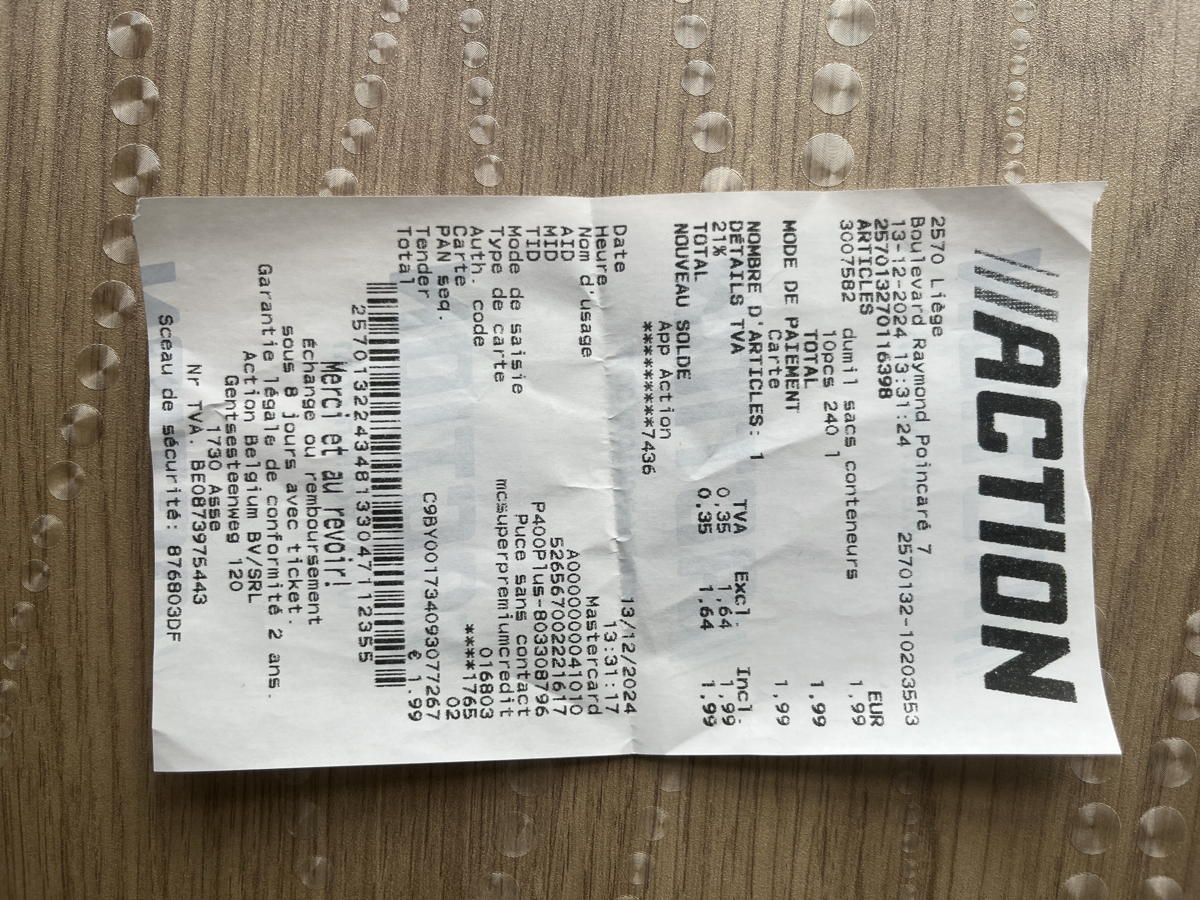 ACTION
2570 Liège
Boulevard Raymond Poincaré 7
13-12-2024 13:31:24 2570132-10203553
2570132701116398
ARTICLES EUR
3007582 dumil sacs conteneurs 1,99
10pcs 240 l
TOTAL 1,99
MODE DE PAIEMENT
Carte 1,99
NOMBRE D'ARTICLES: 1
DÉTAILS TVA TVA Excl. Incl.
21% 0,35 1,64 1,99
TOTAL 0,35 1,64 1,99
NOUVEAU SOLDE
App Action
*********7436
Date 13/12/2024
Heure 13:31:17
Nom d'usage Mastercard
AID A0000000041010
MID 526567002221617
TID P400Plus-803308796
Mode de saisie Puce sans contact
Type de carte mcsuperpremiumcredit
Auth. code 016803
Carte ****1765
PAN seq. 02
Tender C9BY001734093077267
Total € 1.99
2570132243481330471 12355
Merci et au revoir!
Échange ou remboursement
sous 8 jours avec ticket.
Garantie légale de conformité 2 ans.
Action Belgium BV/SRL
Gentsesteenweg 120
1730 Asse
Nr TVA. BE0873975443
Sceau de sécurité: 876803DF